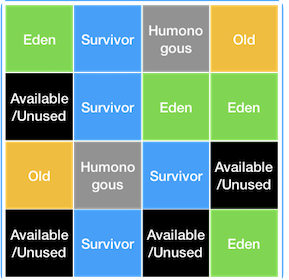 Eden
Survivor
Humono
gous
Old
Available
/Unused
Survivor
Eden
Eden
Old
Humono
gous
Survivor
Available
/Unused
Available
/Unused
Survivor
Available
/Unused
Eden